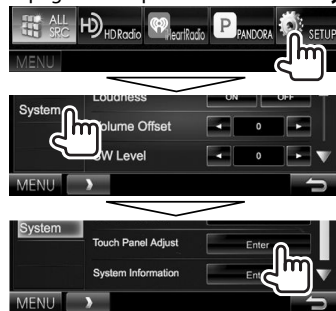 ALL SRC
HD Radio
iHeartRadio
P PANDORA
SETUP
MENU
Loudness ON OFF
System
Volume Offset 0
SW Level 0
MENU
System
Touch Panel Adjust Enter
System Information
MENU